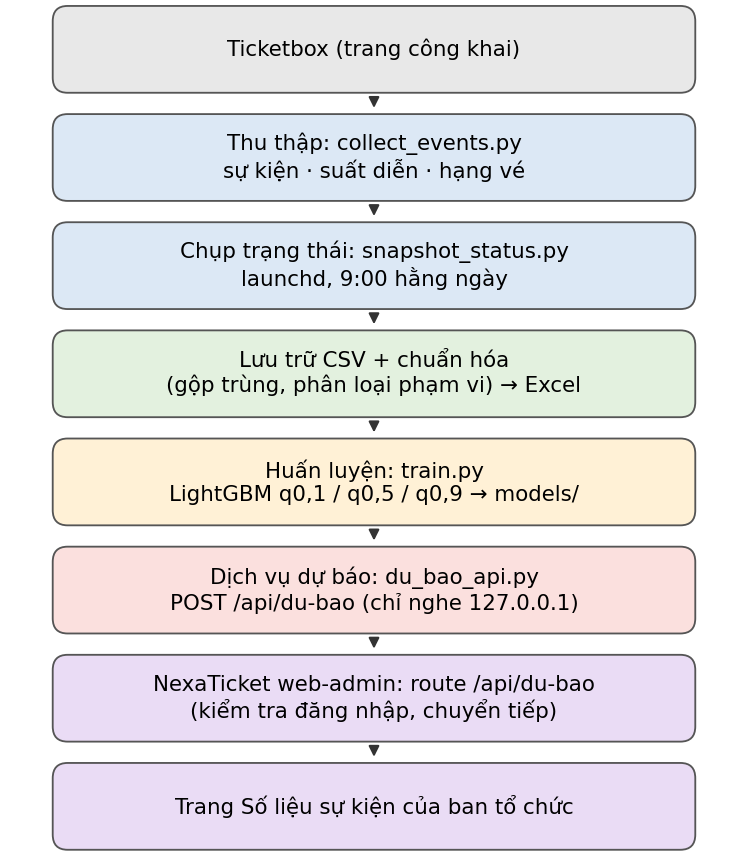 Ticketbox (trang công khai)
Thu thập: collect_events.py
sự kiện · suất diễn · hạng vé
Chụp trạng thái: snapshot_status.py
launchd, 9:00 hằng ngày
Lưu trữ CSV + chuẩn hóa
(gộp trùng, phân loại phạm vi) → Excel
Huấn luyện: train.py
LightGBM q0,1 / q0,5 / q0,9 → models/
Dịch vụ dự báo: du_bao_api.py
POST /api/du-bao (chỉ nghe 127.0.0.1)
NexaTicket web-admin: route /api/du-bao
(kiểm tra đăng nhập, chuyển tiếp)
Trang Số liệu sự kiện của ban tổ chức